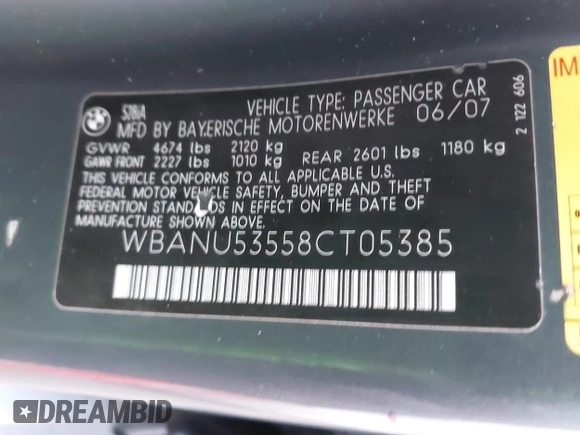 528iA
VEHICLE TYPE: PASSENGER CAR
MFD BY BAYERISCHE MOTORENWERKE 06/07
GVWR 4674 lbs 2120 kg
GAWR FRONT 2227 lbs 1010 kg REAR 2601 lbs 1180 kg
THIS VEHICLE CONFORMS TO ALL APPLICABLE
FEDERAL MOTOR VEHICLE SAFETY, BUMPER AND THEFT
PREVENTION STANDARDS IN EFFECT ON THE DATE OF
MANUFACTURE SHOWN ABOVE.
WBANU53558CT05385
2 122 606
IM
DREAMBID